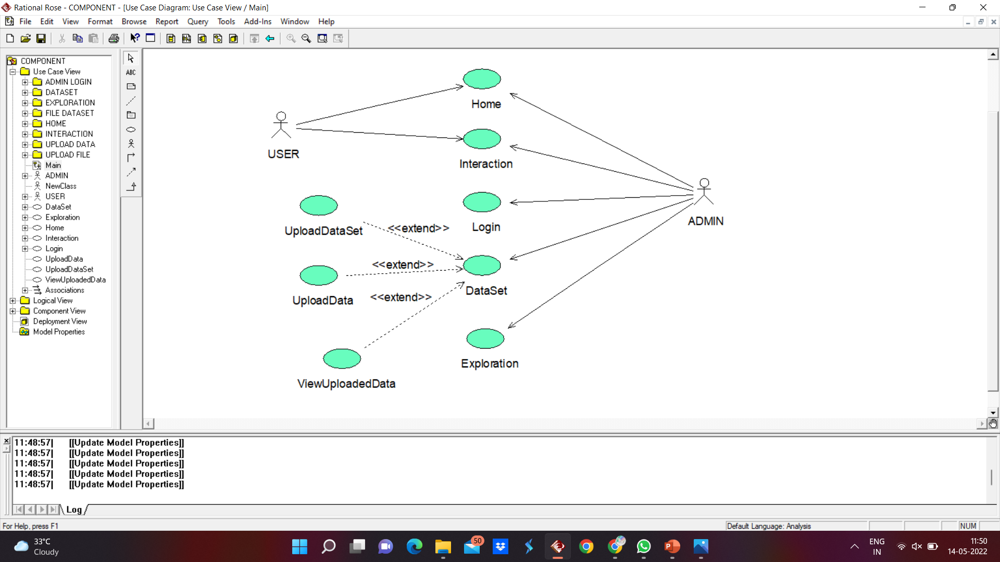 Rational Rose - COMPONENT - [Use Case Diagram: Use Case View / Main]
File Edit View Format Browse Report Query Tools Add-Ins Window Help
ABC
COMPONENT
Use Case View
ADMIN LOGIN
DATASET
EXPLORATION
FILE DATASET
HOME
INTERACTION
UPLOAD DATA
UPLOAD FILE
Main
ADMIN
NewClass
USER
DataSet
Exploration
Home
Interaction
Login
UploadData
UploadDataSet
ViewUploadedData
Associations
Logical View
Component View
Deployment View
Model Properties
Home
USER
Interaction
ADMIN
Login
UploadDataSet
<<extend>>
<<extend>>
DataSet
UploadData
<<extend>>
Exploration
ViewUploadedData
11:48:57| [[Update Model Properties]]
11:48:57| [[Update Model Properties]]
11:48:57| [[Update Model Properties]]
11:48:57| [[Update Model Properties]]
11:48:57| [[Update Model Properties]]
Log
For Help, press F1
Default Language: Analysis
NUM
33°C
Cloudy
50
ENG
IN
11:50
14-05-2022